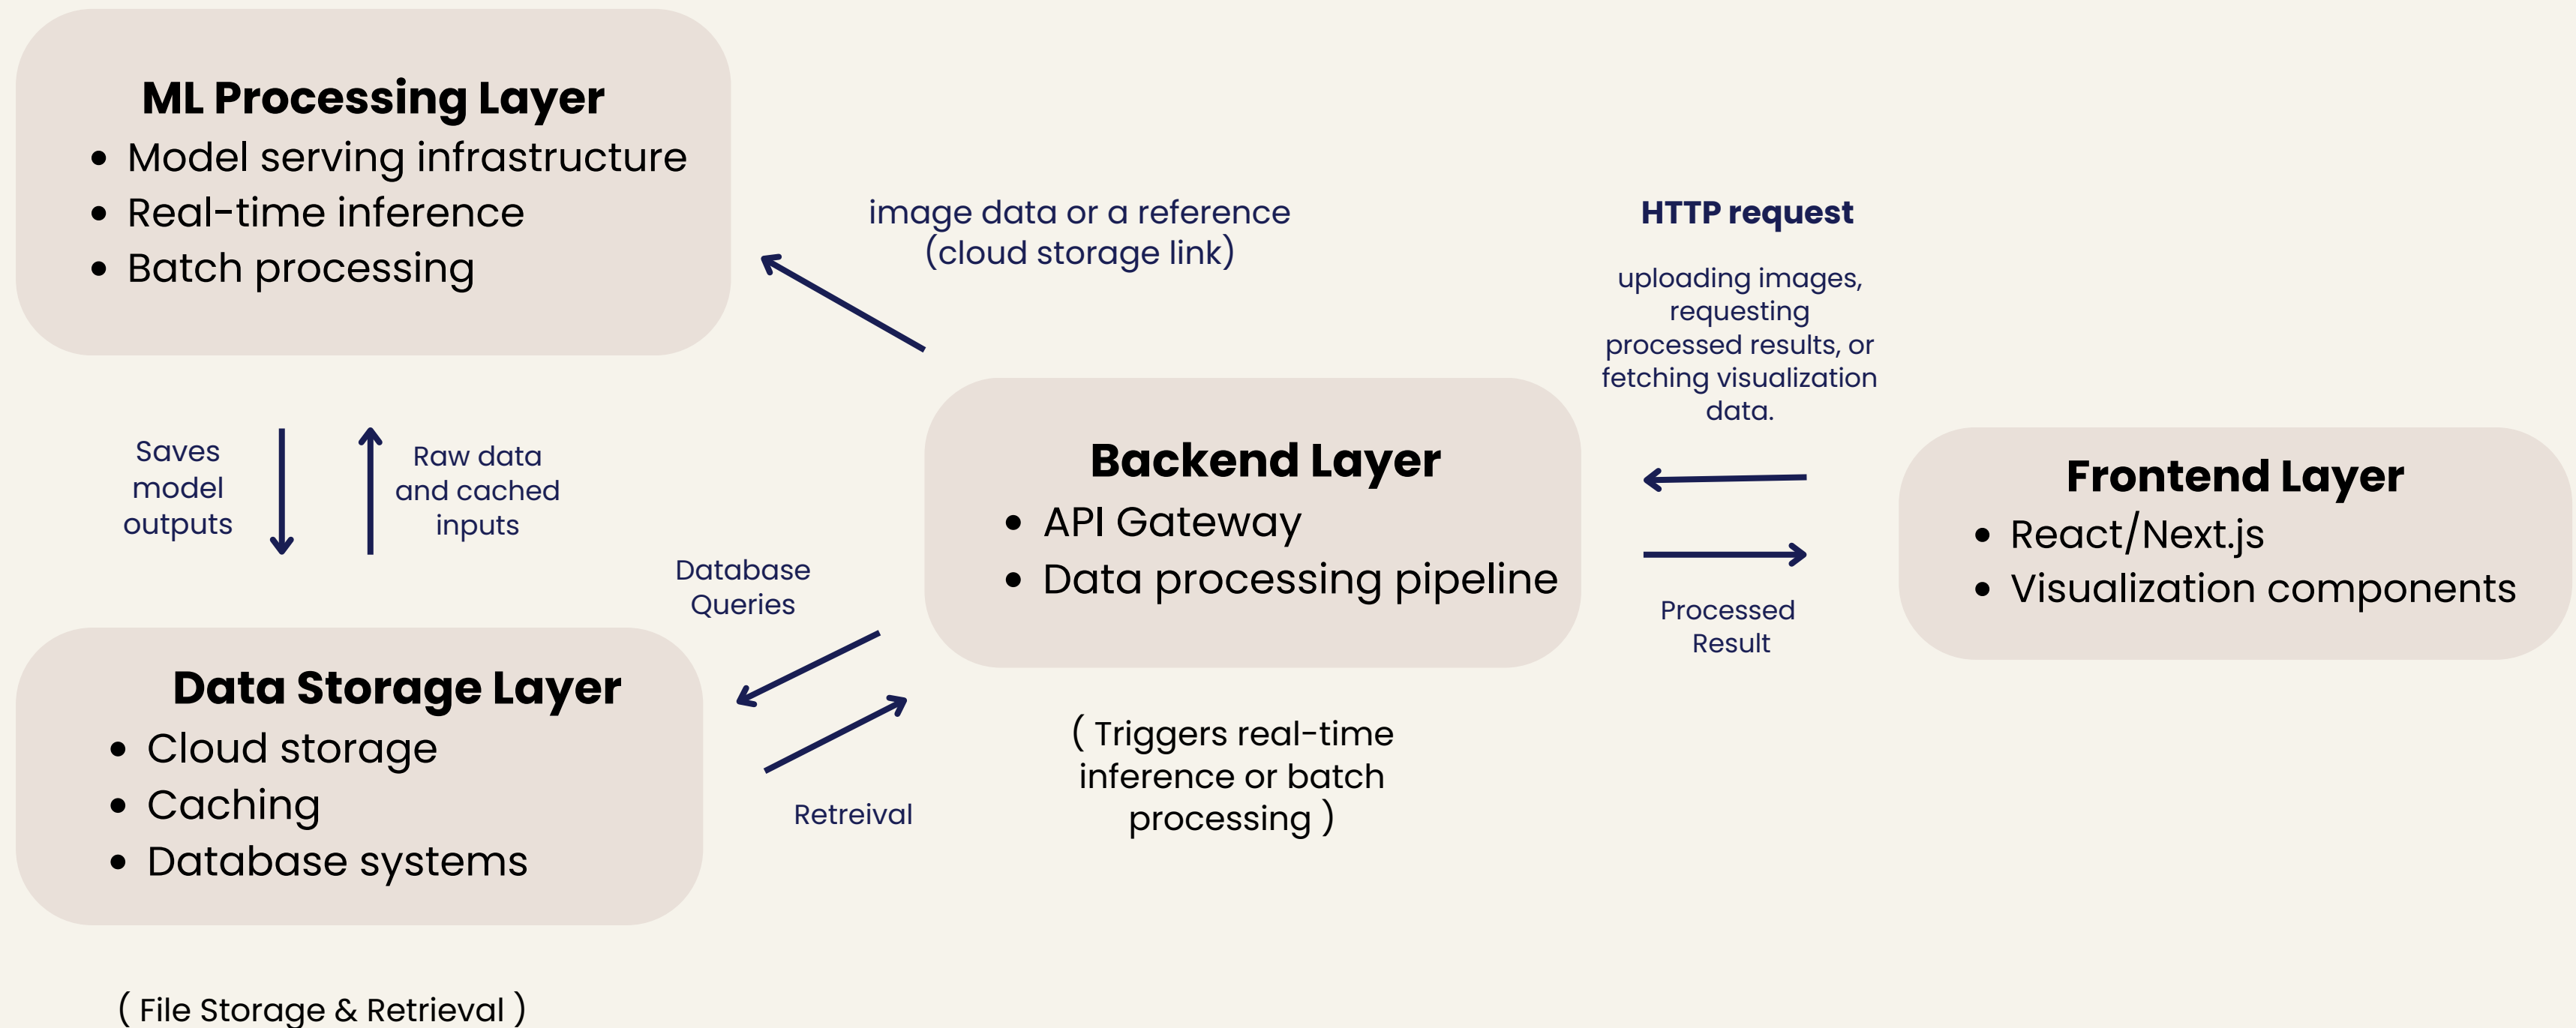 ML Processing Layer
Model serving infrastructure
Real-time inference
Batch processing
image data or a reference
(cloud storage link)
HTTP request
uploading images,
requesting
processed results, or
fetching visualization
data.
Saves
model
outputs
Raw data
and cached
inputs
Database
Queries
Backend Layer
API Gateway
Data processing pipeline
Frontend Layer
React/Next.js
Visualization components
Processed
Result
Data Storage Layer
Cloud storage
Caching
Database systems
Retreival
( Triggers real-time
inference or batch
processing )
( File Storage & Retrieval )